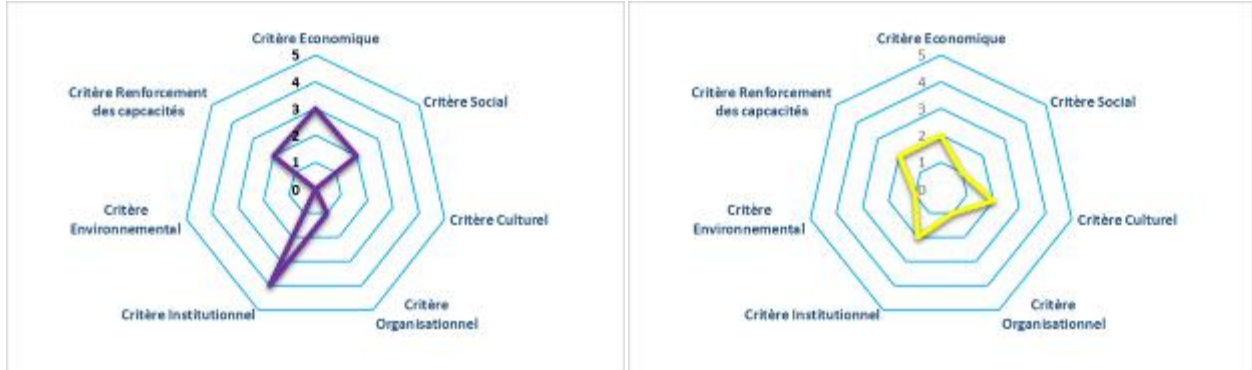 Critère Economique
5
4
3
2
1
0
Critère Social
Critère Culturel
Critère
Organisationnel
Critère Institutionnel
Critère
Environnemental
Critère Renforcement
des capcacités
Critère Economique
5
4
3
2
1
0
Critère Social
Critère Culturel
Critère
Organisationnel
Critère Institutionnel
Critère
Environnemental
Critère Renforcement
des capcacités